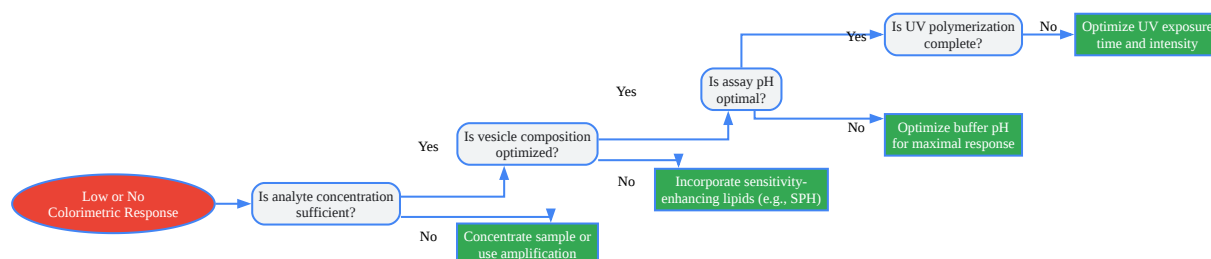 Low or No
Colorimetric Response
Is analyte concentration
sufficient?
Yes
No
Concentrate sample or
use amplification
Is vesicle composition
optimized?
Yes
No
Incorporate sensitivity-
enhancing lipids (e.g., SPH)
Is assay pH
optimal?
Yes
No
Optimize buffer pH
for maximal response
Is UV polymerization
complete?
No
Optimize UV exposure
time and intensity